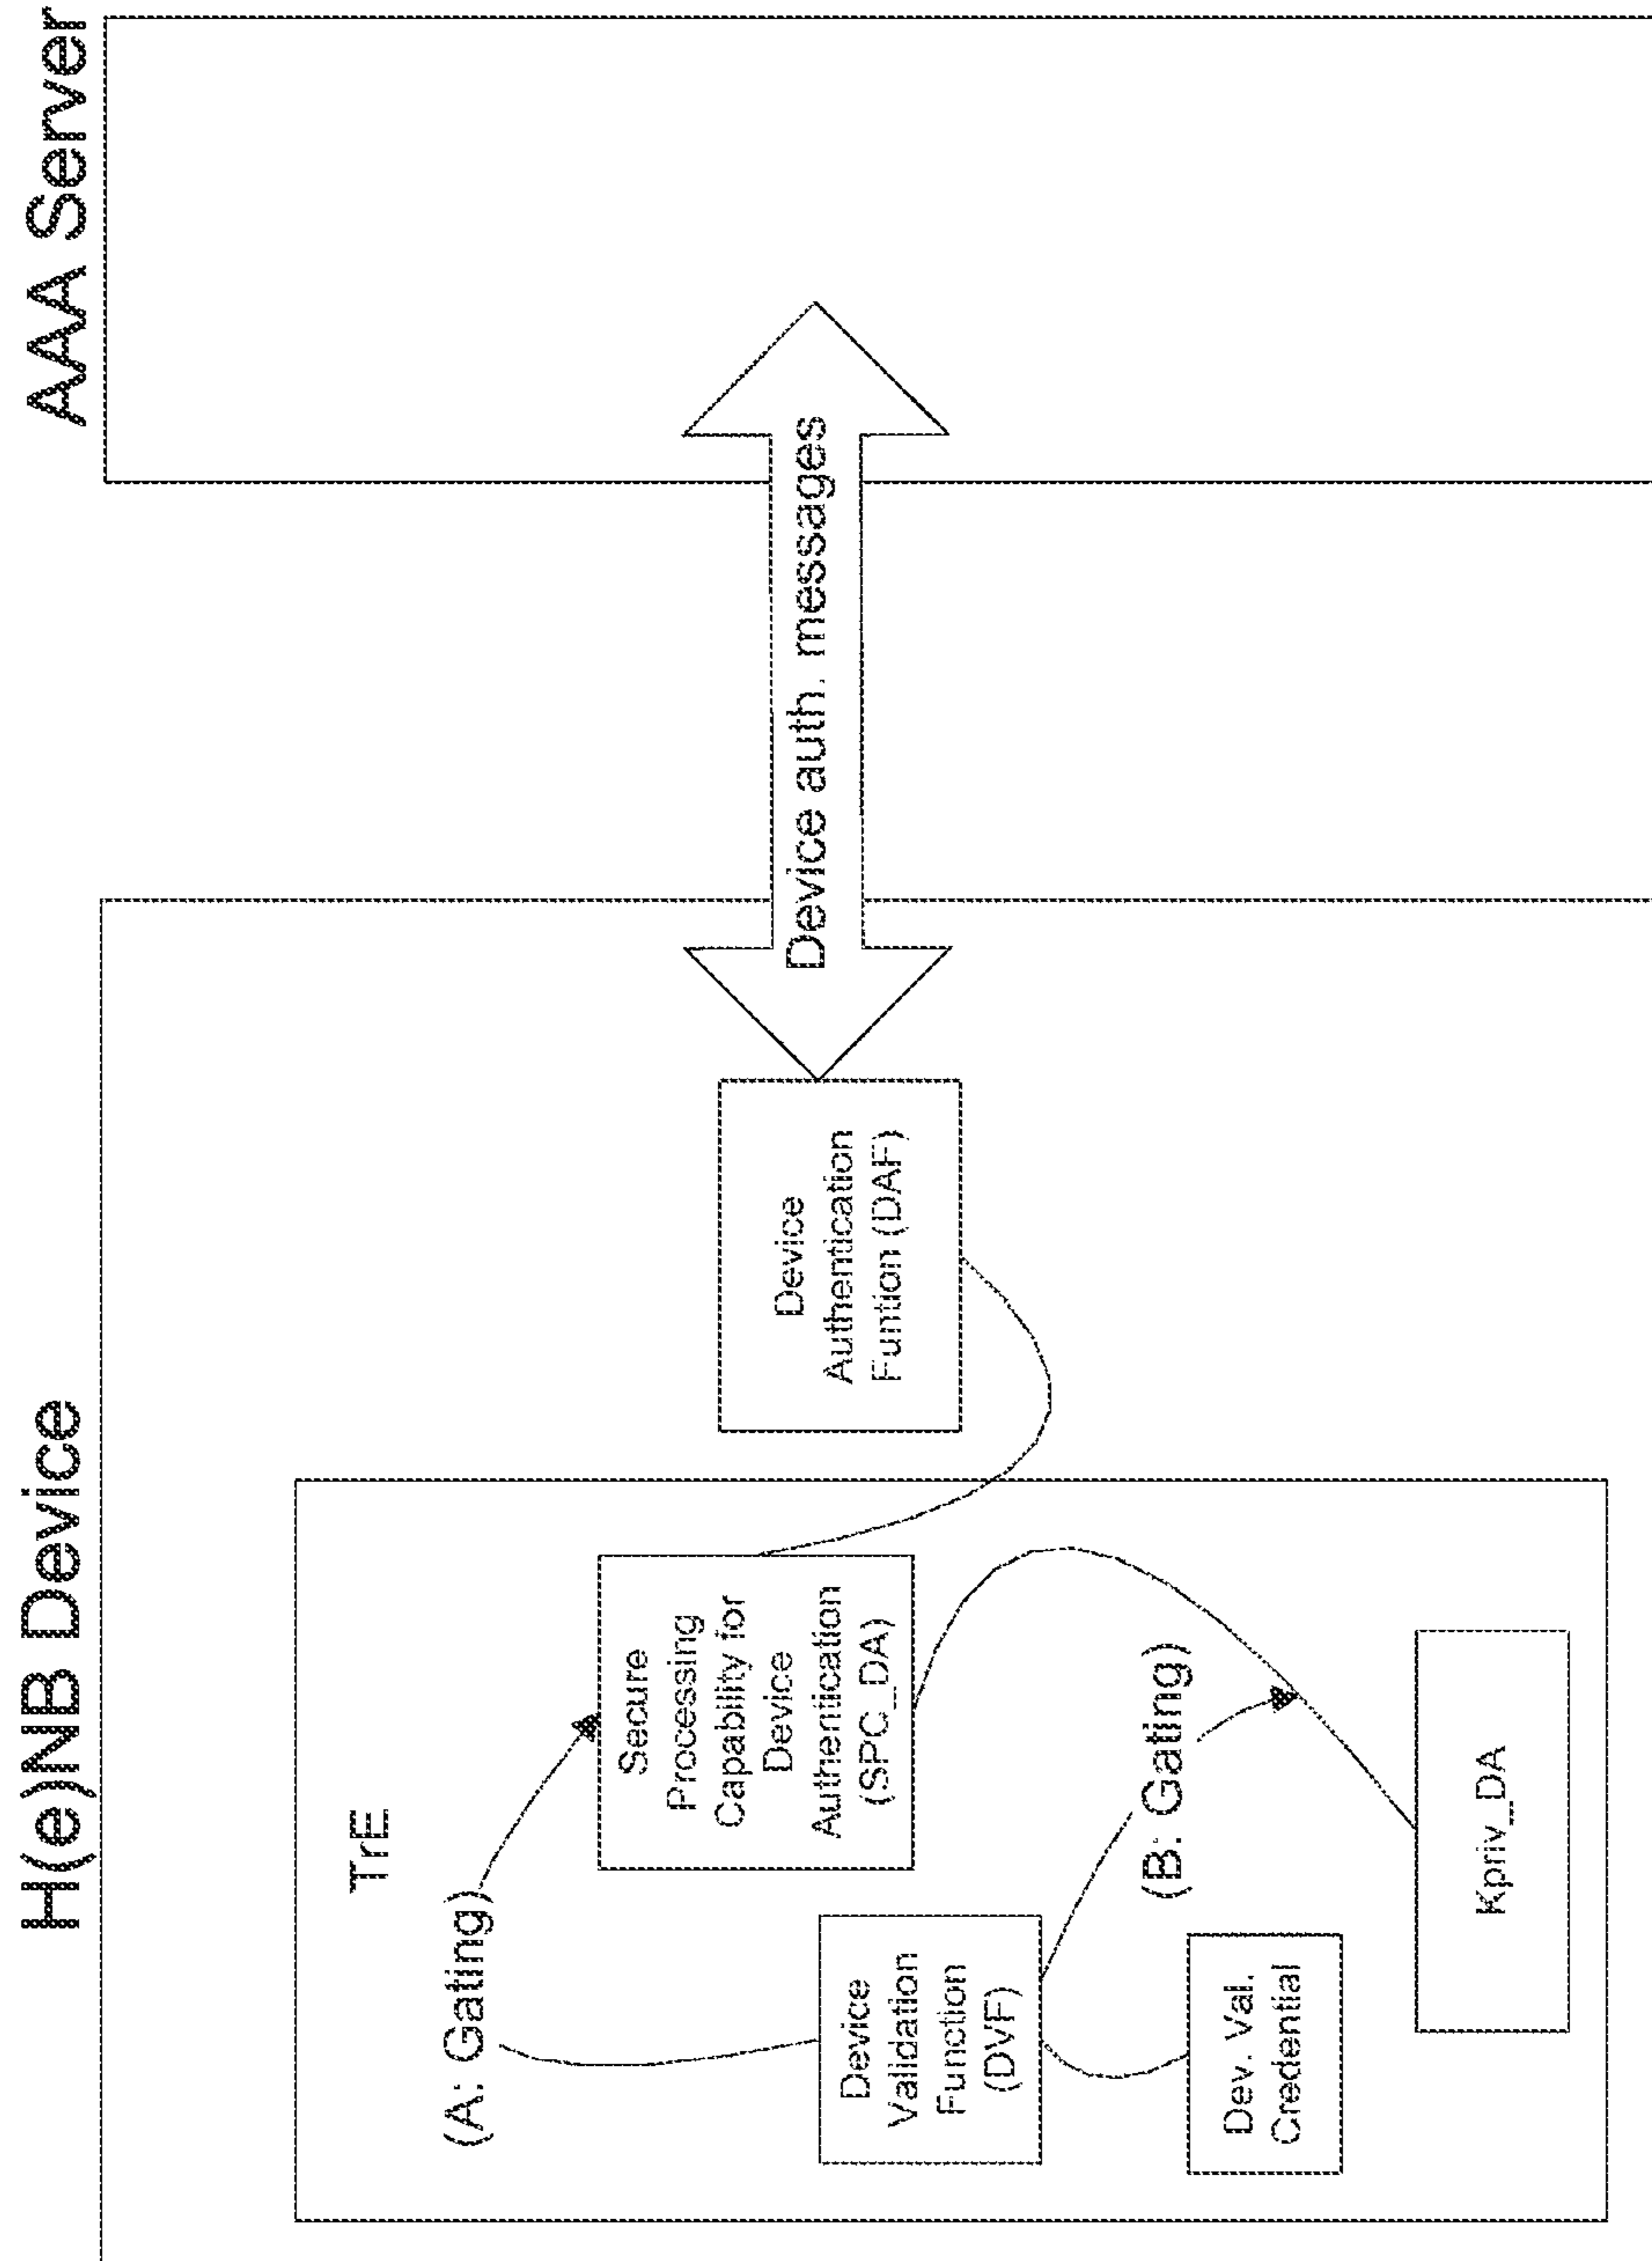 H(e)NB Device
AAA Server
TrE
(A: Gating)
Secure
Processing
Capability for
Device
Authentication
(SPC_DA)
Device
Authentication
Funtion (DAF)
Device auth. messages
Device
Validation
Function
(DVF)
(B: Gating)
Dev. Val.
Credential
Kpriv_DA